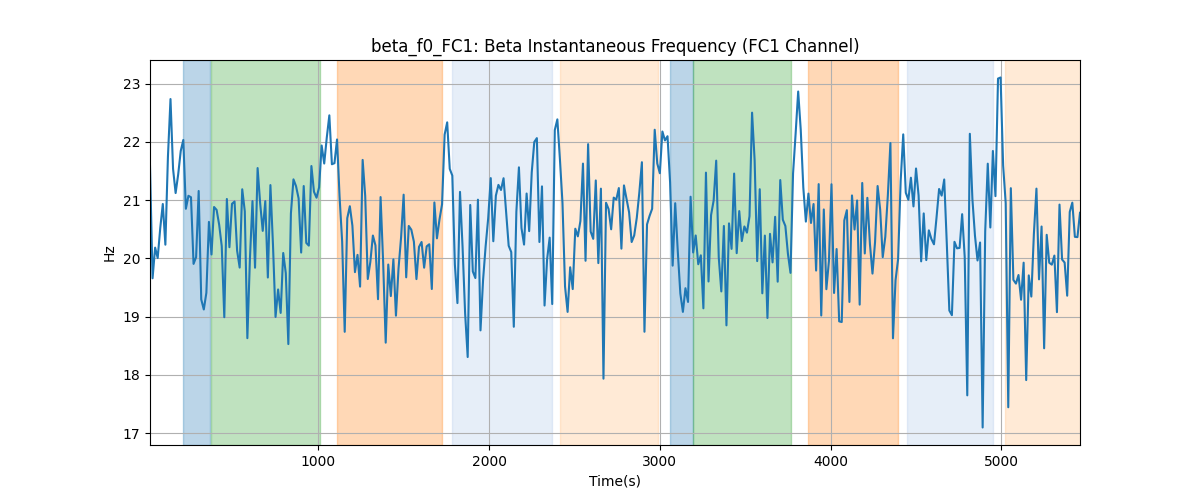 beta_f0_FC1: Beta Instantaneous Frequency (FC1 Channel)
23
22
21
20
19
18
17
Hz
1000 2000 3000 4000 5000
Time(s)